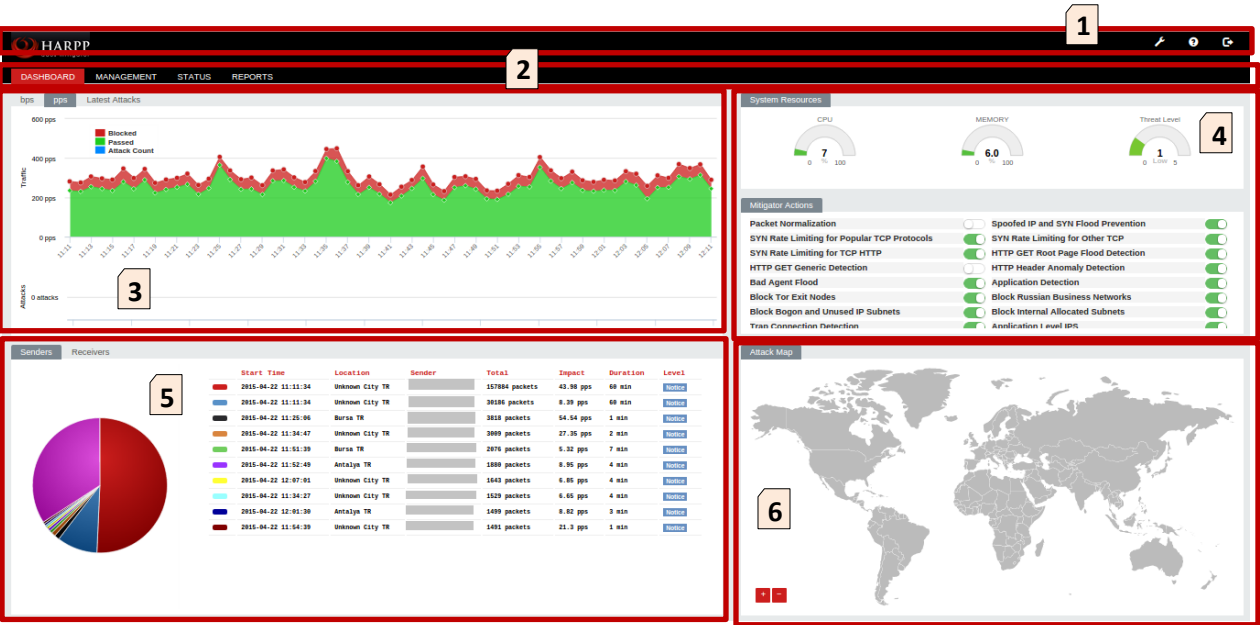 1
HARPP
2
DASHBOARD MANAGEMENT STATUS REPORTS
bps pps Latest Attacks
600 pps
Blocked
Passed
Attack Count
400 pps
Traffic
200 pps
0 pps
11:11 11:13 11:15 11:17 11:19 11:21 11:23 11:25 11:27 11:29 11:31 11:33 11:35 11:37 11:39 11:41 11:43 11:45 11:47 11:49 11:51 11:53 11:55 11:57 11:59 12:01 12:03 12:05 12:07 12:09 12:11
3
Attacks
0 attacks
System Resources
4
CPU MEMORY Threat Level
7 6.0 1
0 % 100 0 % 100 0 Low 5
Mitigator Actions
Packet Normalization Spoofed IP and SYN Flood Prevention
SYN Rate Limiting for Popular TCP Protocols SYN Rate Limiting for Other TCP
SYN Rate Limiting for TCP HTTP HTTP GET Root Page Flood Detection
HTTP GET Generic Detection HTTP Header Anomaly Detection
Bad Agent Flood Application Detection
Block Tor Exit Nodes Block Russian Business Networks
Block Bogon and Unused IP Subnets Block Internal Allocated Subnets
Trap Connection Detection Application Level IPS
Senders Receivers
5
Start Time Location Sender Total Impact Duration Level
2015-04-22 11:11:34 Unknown City TR 157884 packets 43.98 pps 60 min Notice
2015-04-22 11:11:34 Unknown City TR 30186 packets 8.39 pps 60 min Notice
2015-04-22 11:25:06 Bursa TR 3818 packets 54.54 pps 1 min Notice
2015-04-22 11:34:47 Unknown City TR 3009 packets 27.35 pps 2 min Notice
2015-04-22 11:51:39 Bursa TR 2076 packets 5.32 pps 7 min Notice
2015-04-22 11:52:49 Antalya TR 1880 packets 8.95 pps 4 min Notice
2015-04-22 12:07:01 Unknown City TR 1643 packets 6.85 pps 4 min Notice
2015-04-22 11:34:27 Unknown City TR 1529 packets 6.65 pps 4 min Notice
2015-04-22 12:01:30 Antalya TR 1499 packets 8.82 pps 3 min Notice
2015-04-22 11:54:39 Unknown City TR 1491 packets 21.3 pps 1 min Notice
Attack Map
6
+ −